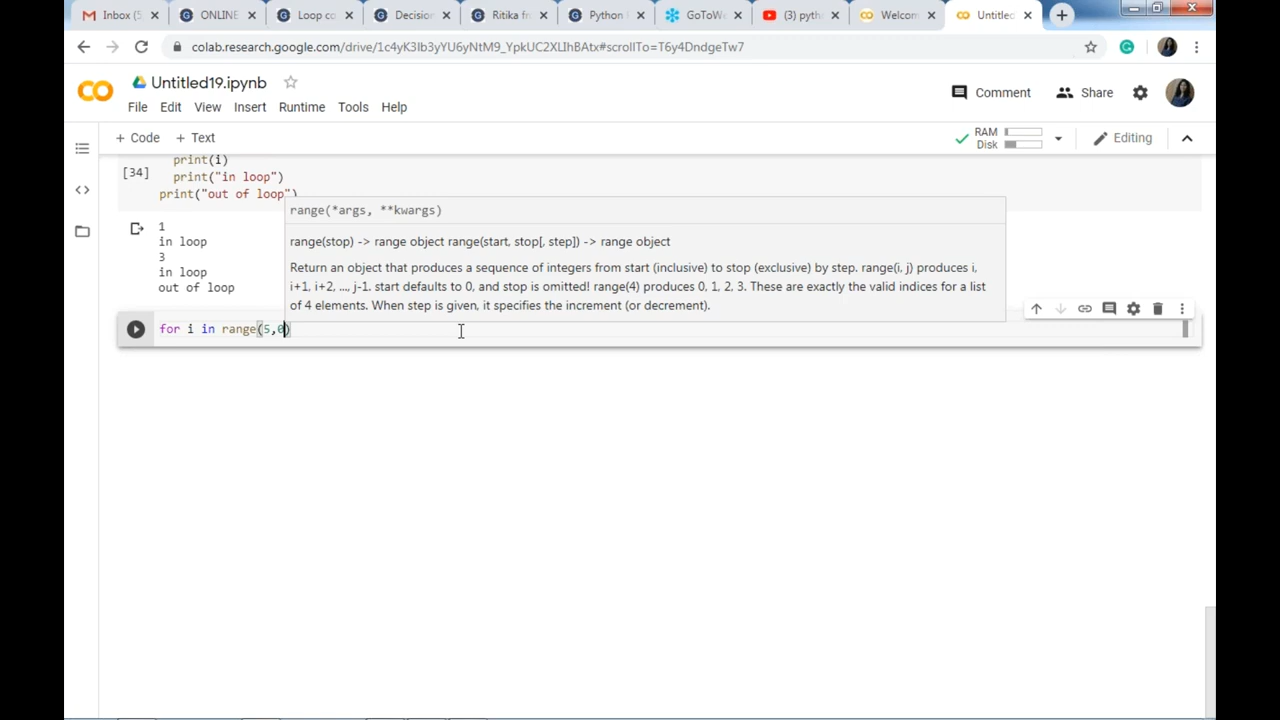 Inbox (5
ONLINE
Loop co
Decision
Ritika fr
Python
GoToWe
(3) pyth
Welcom
Untitled
colab.research.google.com/drive/1c4yK3Ib3yYU6yNtM9_YpkUC2XLIhBAtx#scrollTo=T6y4DndgeTw7
Untitled19.ipynb
File Edit View Insert Runtime Tools Help
Comment Share
+ Code + Text
RAM
Disk
Editing
print(i)
[34] print("in loop")
print("out of loop")
1
in loop
3
in loop
out of loop
range(*args, **kwargs)
range(stop) -> range object range(start, stop[, step]) -> range object
Return an object that produces a sequence of integers from start (inclusive) to stop (exclusive) by step. range(i, j) produces i,
i+1, i+2, ..., j-1. start defaults to 0, and stop is omitted! range(4) produces 0, 1, 2, 3. These are exactly the valid indices for a list
of 4 elements. When step is given, it specifies the increment (or decrement).
for i in range(5,0)